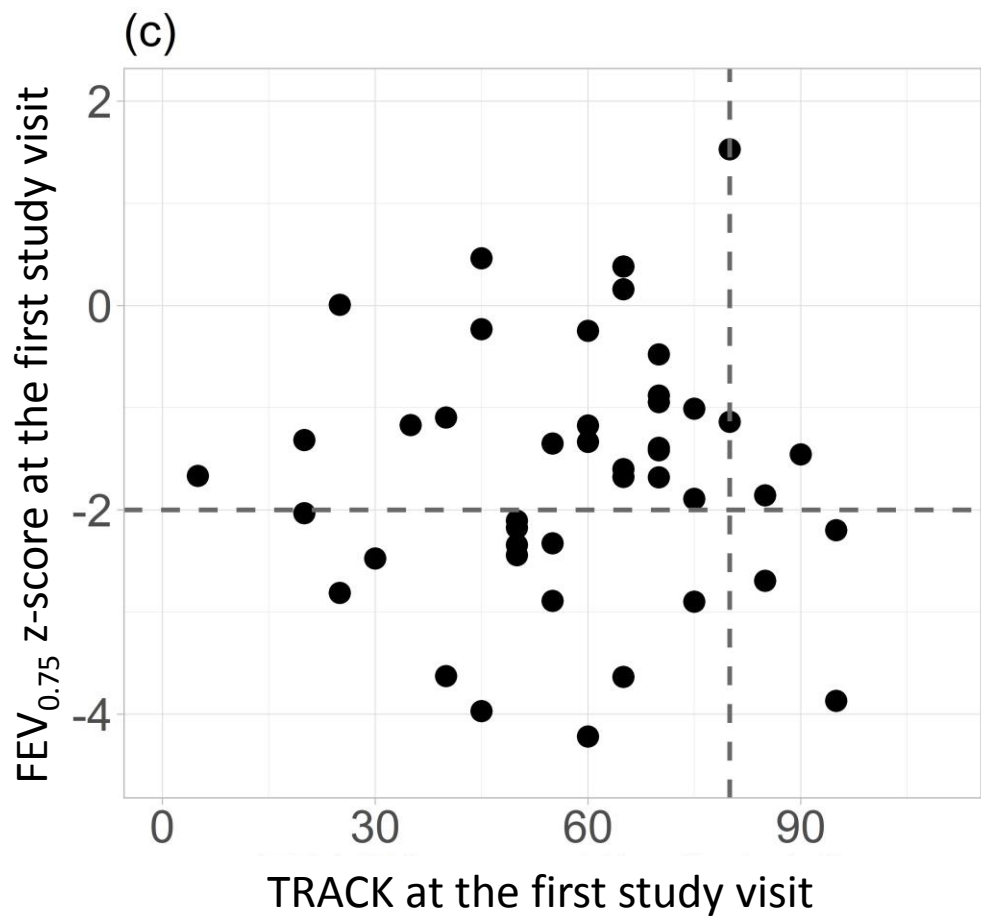 (c)
FEV0.75 z-score at the first study visit
2
0
-2
-4
0 30 60 90
TRACK at the first study visit